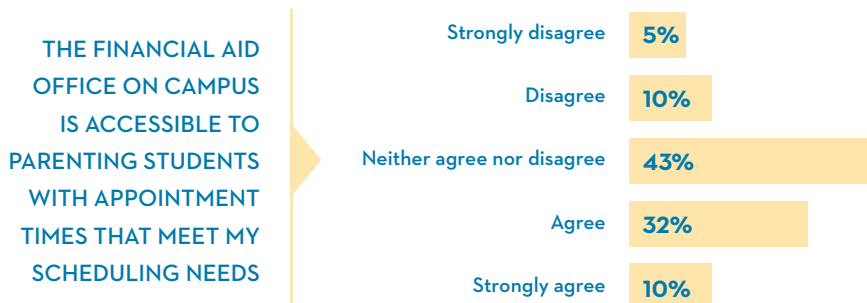 THE FINANCIAL AID
OFFICE ON CAMPUS
IS ACCESSIBLE TO
PARENTING STUDENTS
WITH APPOINTMENT
TIMES THAT MEET MY
SCHEDULING NEEDS
Strongly disagree 5%
Disagree 10%
Neither agree nor disagree 43%
Agree 32%
Strongly agree 10%